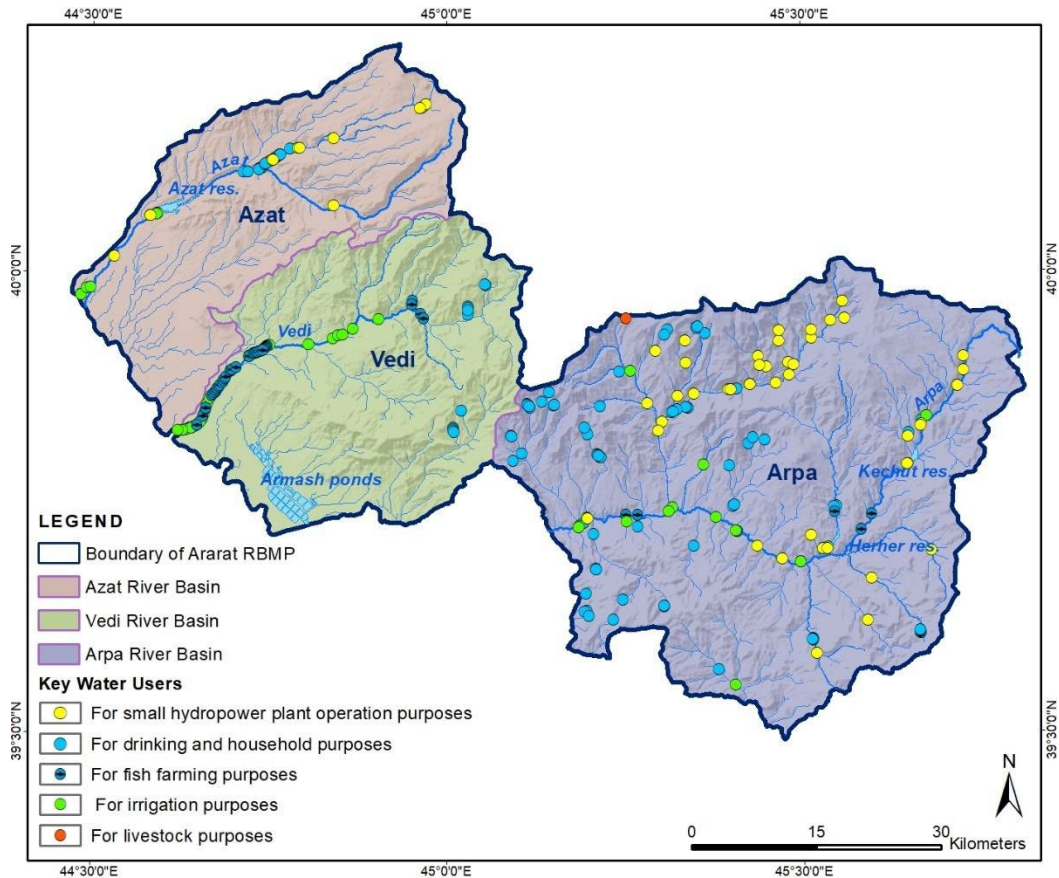 44°30'0"E 45°0'0"E 45°30'0"E
40°0'0"N 40°0'0"N
39°30'0"N 39°30'0"N
44°30'0"E 45°0'0"E 45°30'0"E
Azat
Azat res.
Azat
Vedi
Vedi
Armash ponds
Arpa
Arpa
Kechut res.
Herher res.
LEGEND
Boundary of Ararat RBMP
Azat River Basin
Vedi River Basin
Arpa River Basin
Key Water Users
For small hydropower plant operation purposes
For drinking and household purposes
For fish farming purposes
For irrigation purposes
For livestock purposes
N
0 15 30
Kilometers